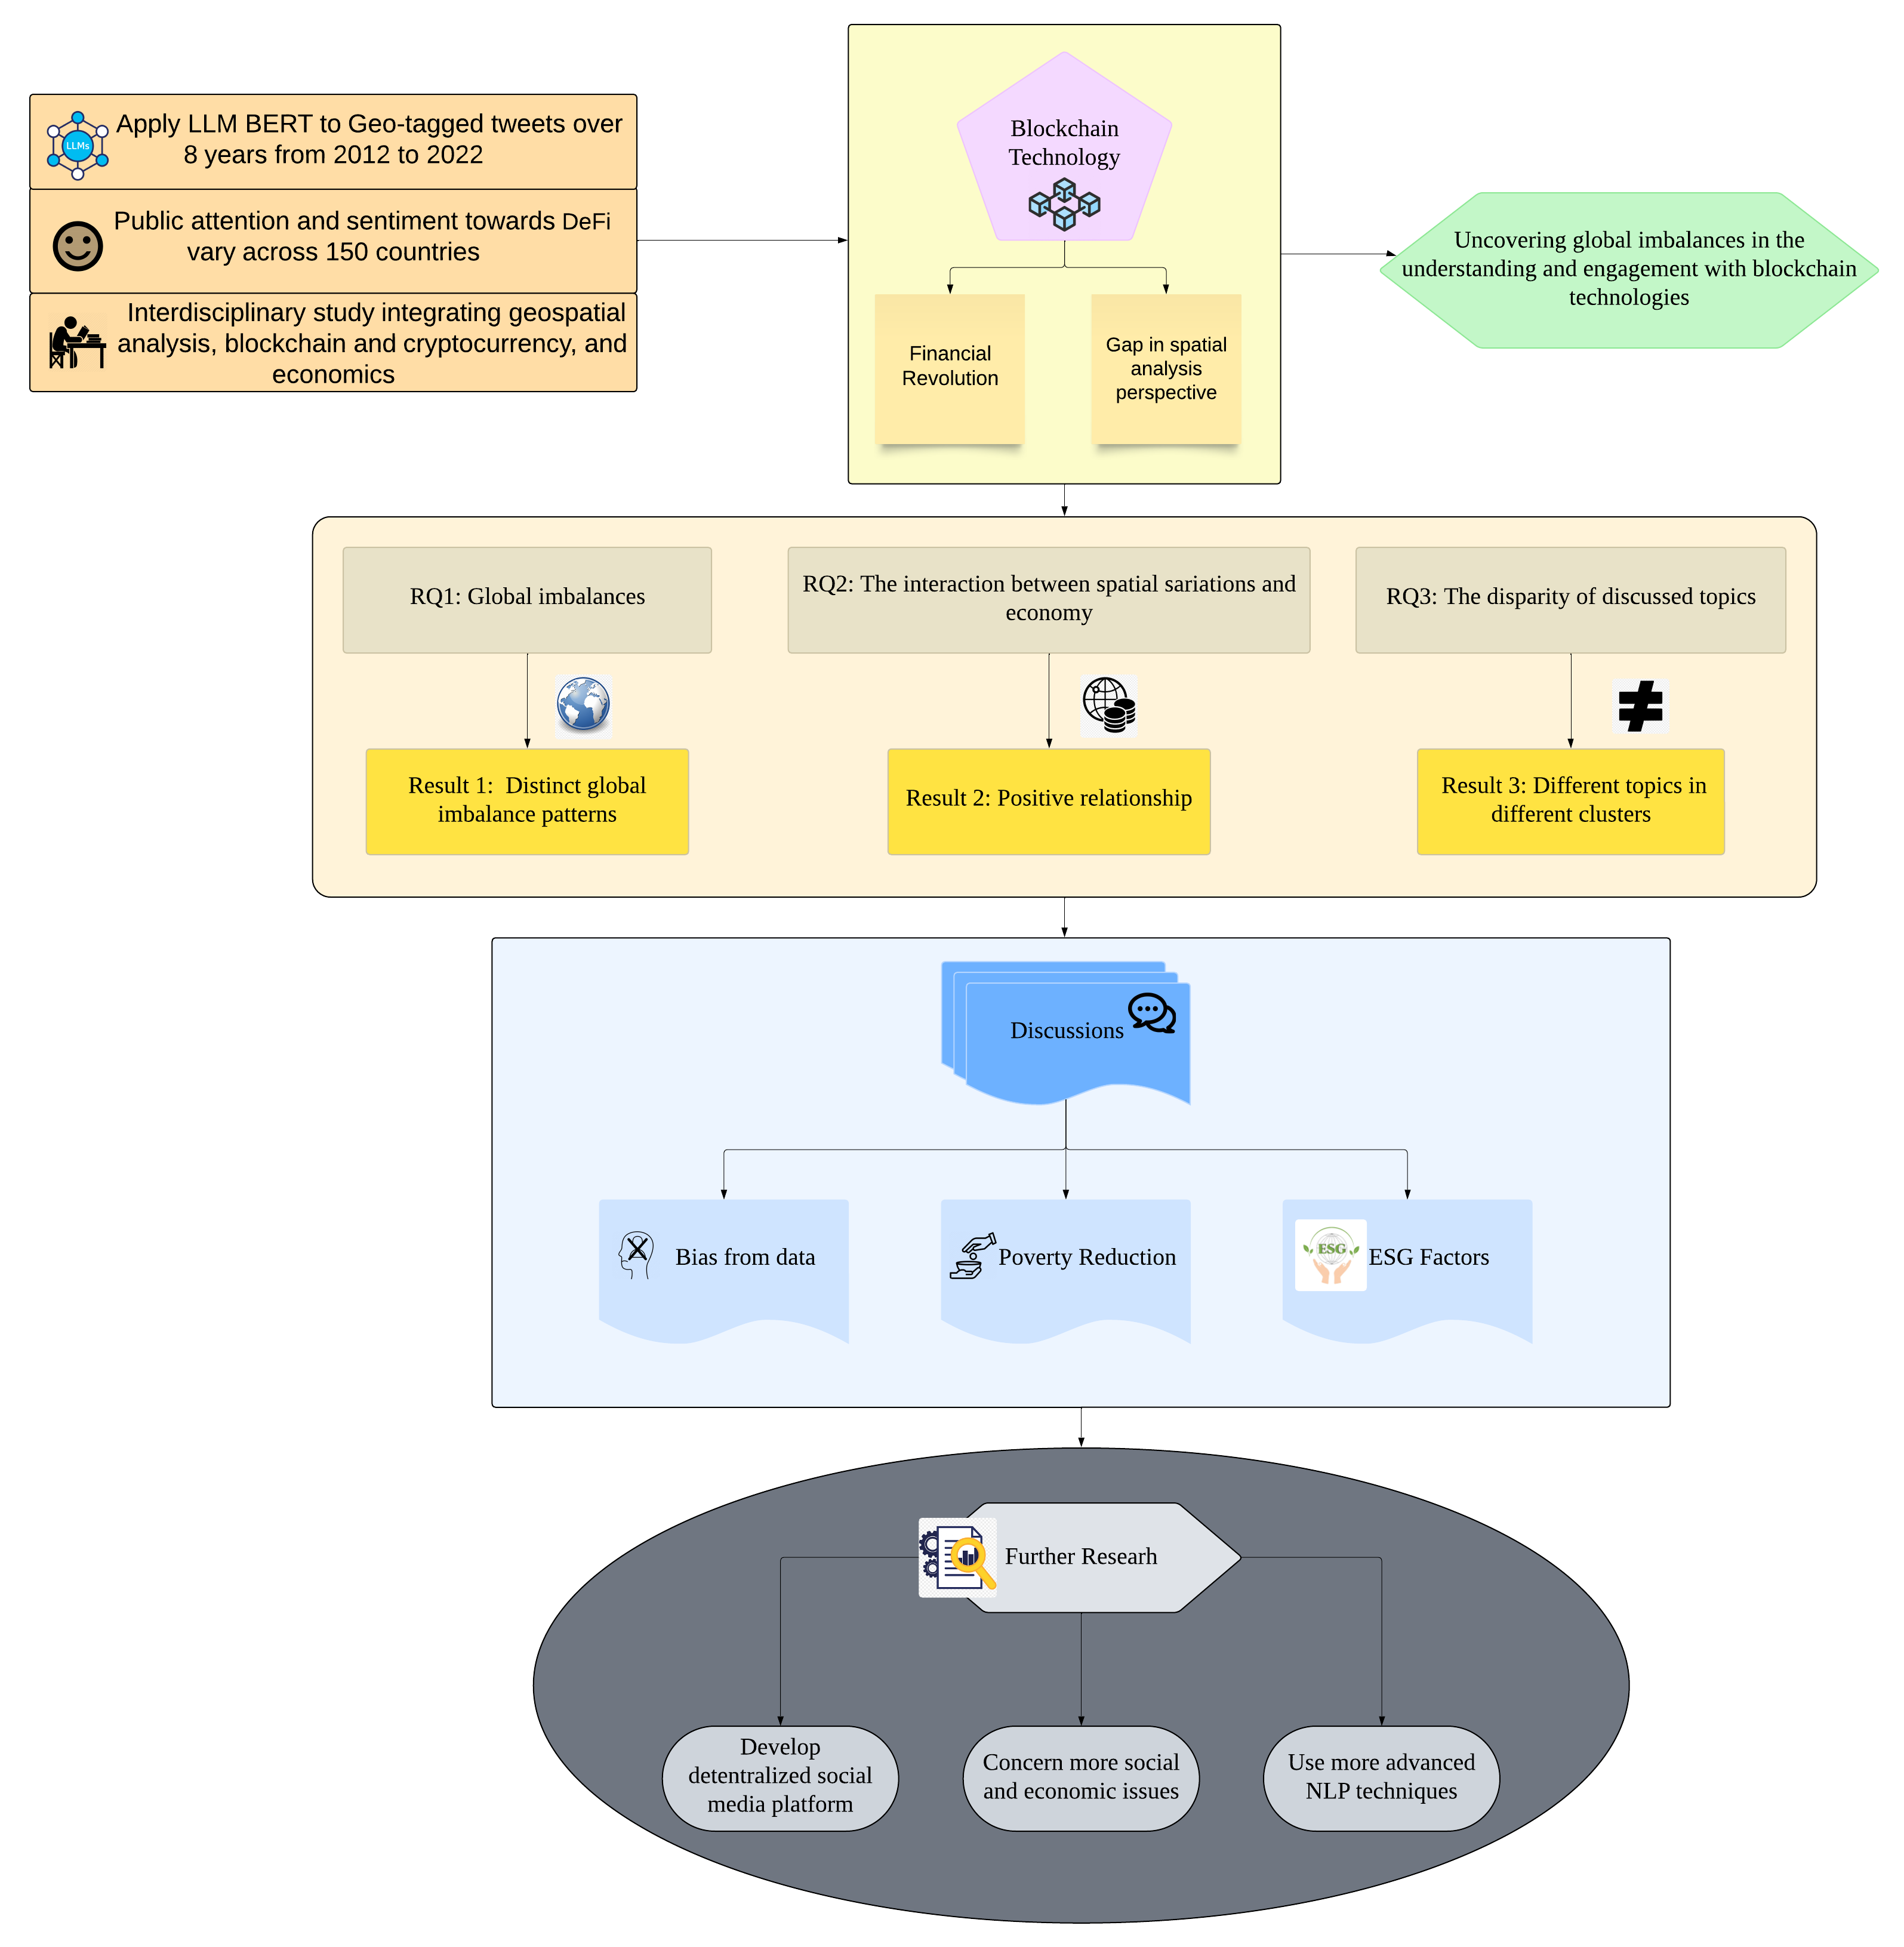 LLMs
Apply LLM BERT to Geo-tagged tweets over
8 years from 2012 to 2022
Public attention and sentiment towards DeFi
vary across 150 countries
Interdisciplinary study integrating geospatial
analysis, blockchain and cryptocurrency, and
economics
Blockchain
Technology
Financial
Revolution
Gap in spatial
analysis
perspective
Uncovering global imbalances in the
understanding and engagement with blockchain
technologies
RQ1: Global imbalances
RQ2: The interaction between spatial sariations and
economy
RQ3: The disparity of discussed topics
Result 1:  Distinct global
imbalance patterns
Result 2: Positive relationship
Result 3: Different topics in
different clusters
Discussions
Bias from data
Poverty Reduction
ESG
ESG Factors
Further Researh
Develop
detentralized social
media platform
Concern more social
and economic issues
Use more advanced
NLP techniques